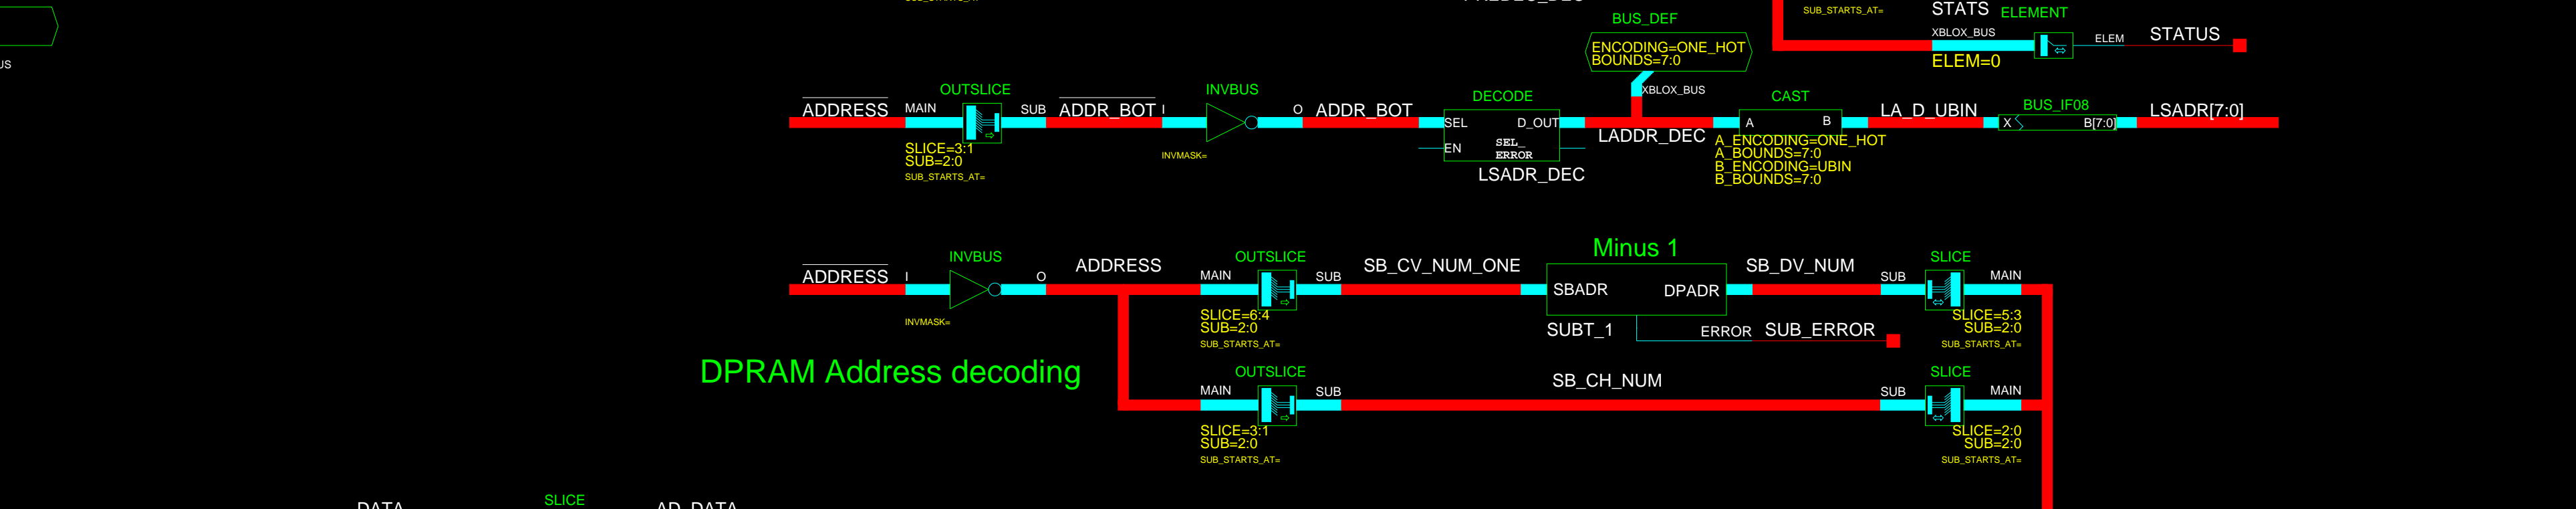 BUS_DEF
SUB_STARTS_AT=
STATS
ELEMENT
XBLOX_BUS
ELEM
STATUS
ELEM=0
US
ENCODING=ONE_HOT
BOUNDS=7:0
XBLOX_BUS
OUTSLICE
INVBUS
DECODE
CAST
BUS_IF08
ADDRESS
MAIN
SUB
ADDR_BOT
I
O
ADDR_BOT
SEL
D_OUT
LADDR_DEC
A
B
LA_D_UBIN
X
B[7:0]
LSADR[7:0]
SLICE=3:1
SUB=2:0
SUB_STARTS_AT=
INVMASK=
EN
SEL_
ERROR
LSADR_DEC
A_ENCODING=ONE_HOT
A_BOUNDS=7:0
B_ENCODING=UBIN
B_BOUNDS=7:0
Minus 1
INVBUS
OUTSLICE
SLICE
ADDRESS
I
O
ADDRESS
MAIN
SUB
SB_CV_NUM_ONE
SBADR
DPADR
SB_DV_NUM
SUB
MAIN
INVMASK=
SLICE=6:4
SUB=2:0
SUB_STARTS_AT=
SUBT_1
ERROR
SUB_ERROR
SLICE=5:3
SUB=2:0
SUB_STARTS_AT=
DPRAM Address decoding
OUTSLICE
SLICE
MAIN
SUB
SB_CH_NUM
SUB
MAIN
SLICE=3:1
SUB=2:0
SUB_STARTS_AT=
SLICE=2:0
SUB=2:0
SUB_STARTS_AT=
SLICE
DATA
AD_DATA